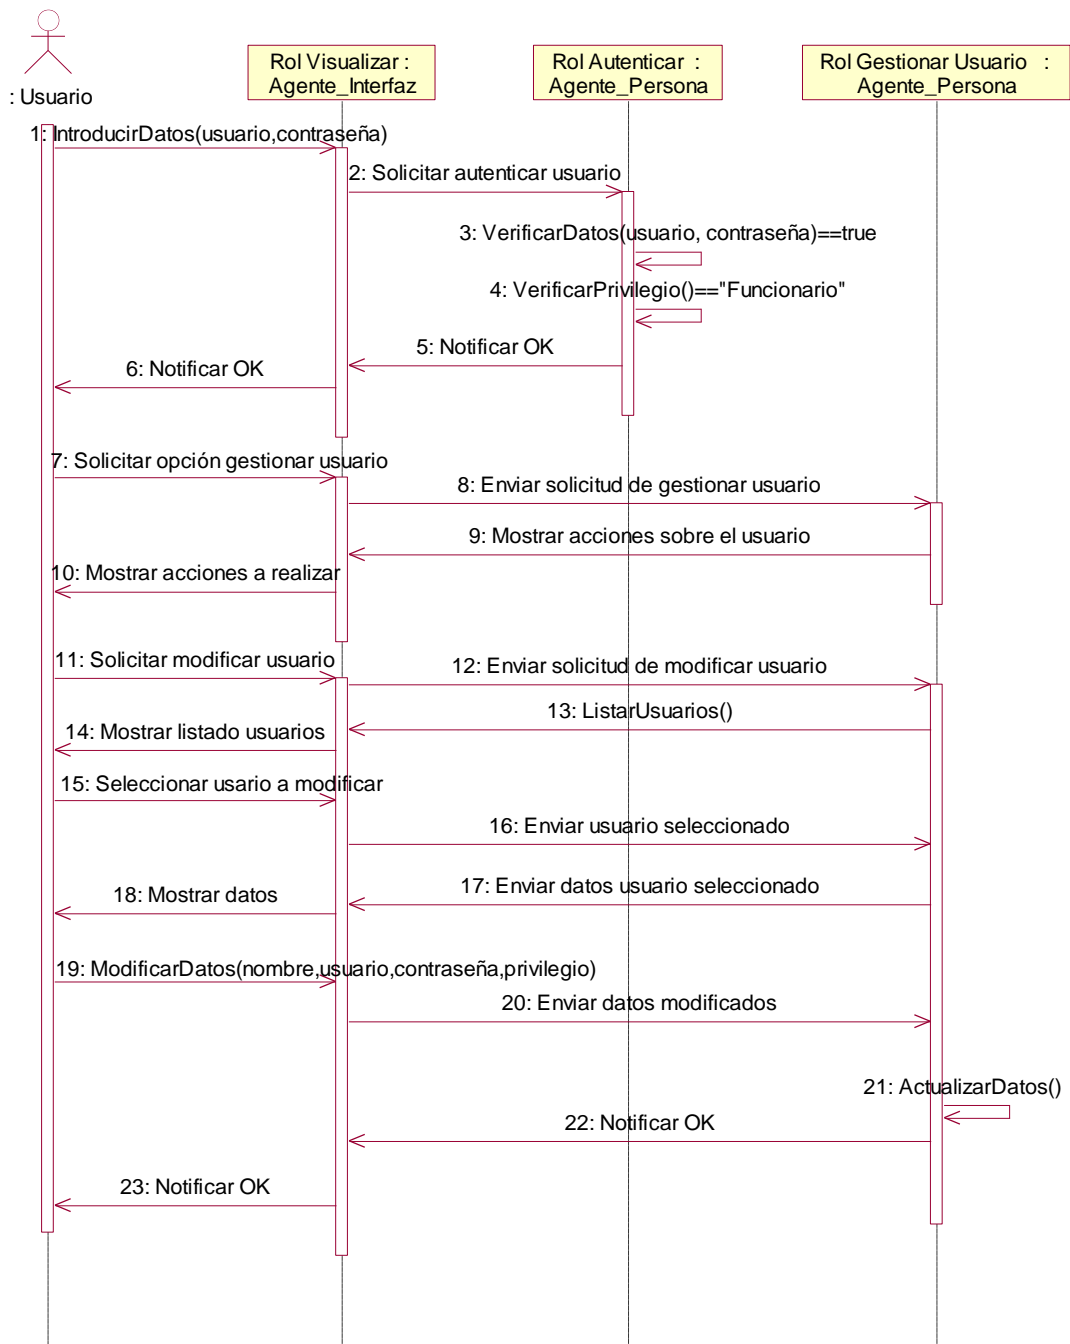 : Usuario
Rol Visualizar :
Agente_Interfaz
Rol Autenticar :
Agente_Persona
Rol Gestionar Usuario :
Agente_Persona
1: IntroducirDatos(usuario,contraseña)
2: Solicitar autenticar usuario
3: VerificarDatos(usuario, contraseña)==true
4: VerificarPrivilegio()=="Funcionario"
5: Notificar OK
6: Notificar OK
7: Solicitar opción gestionar usuario
8: Enviar solicitud de gestionar usuario
9: Mostrar acciones sobre el usuario
10: Mostrar acciones a realizar
11: Solicitar modificar usuario
12: Enviar solicitud de modificar usuario
13: ListarUsuarios()
14: Mostrar listado usuarios
15: Seleccionar usario a modificar
16: Enviar usuario seleccionado
17: Enviar datos usuario seleccionado
18: Mostrar datos
19: ModificarDatos(nombre,usuario,contraseña,privilegio)
20: Enviar datos modificados
21: ActualizarDatos()
22: Notificar OK
23: Notificar OK